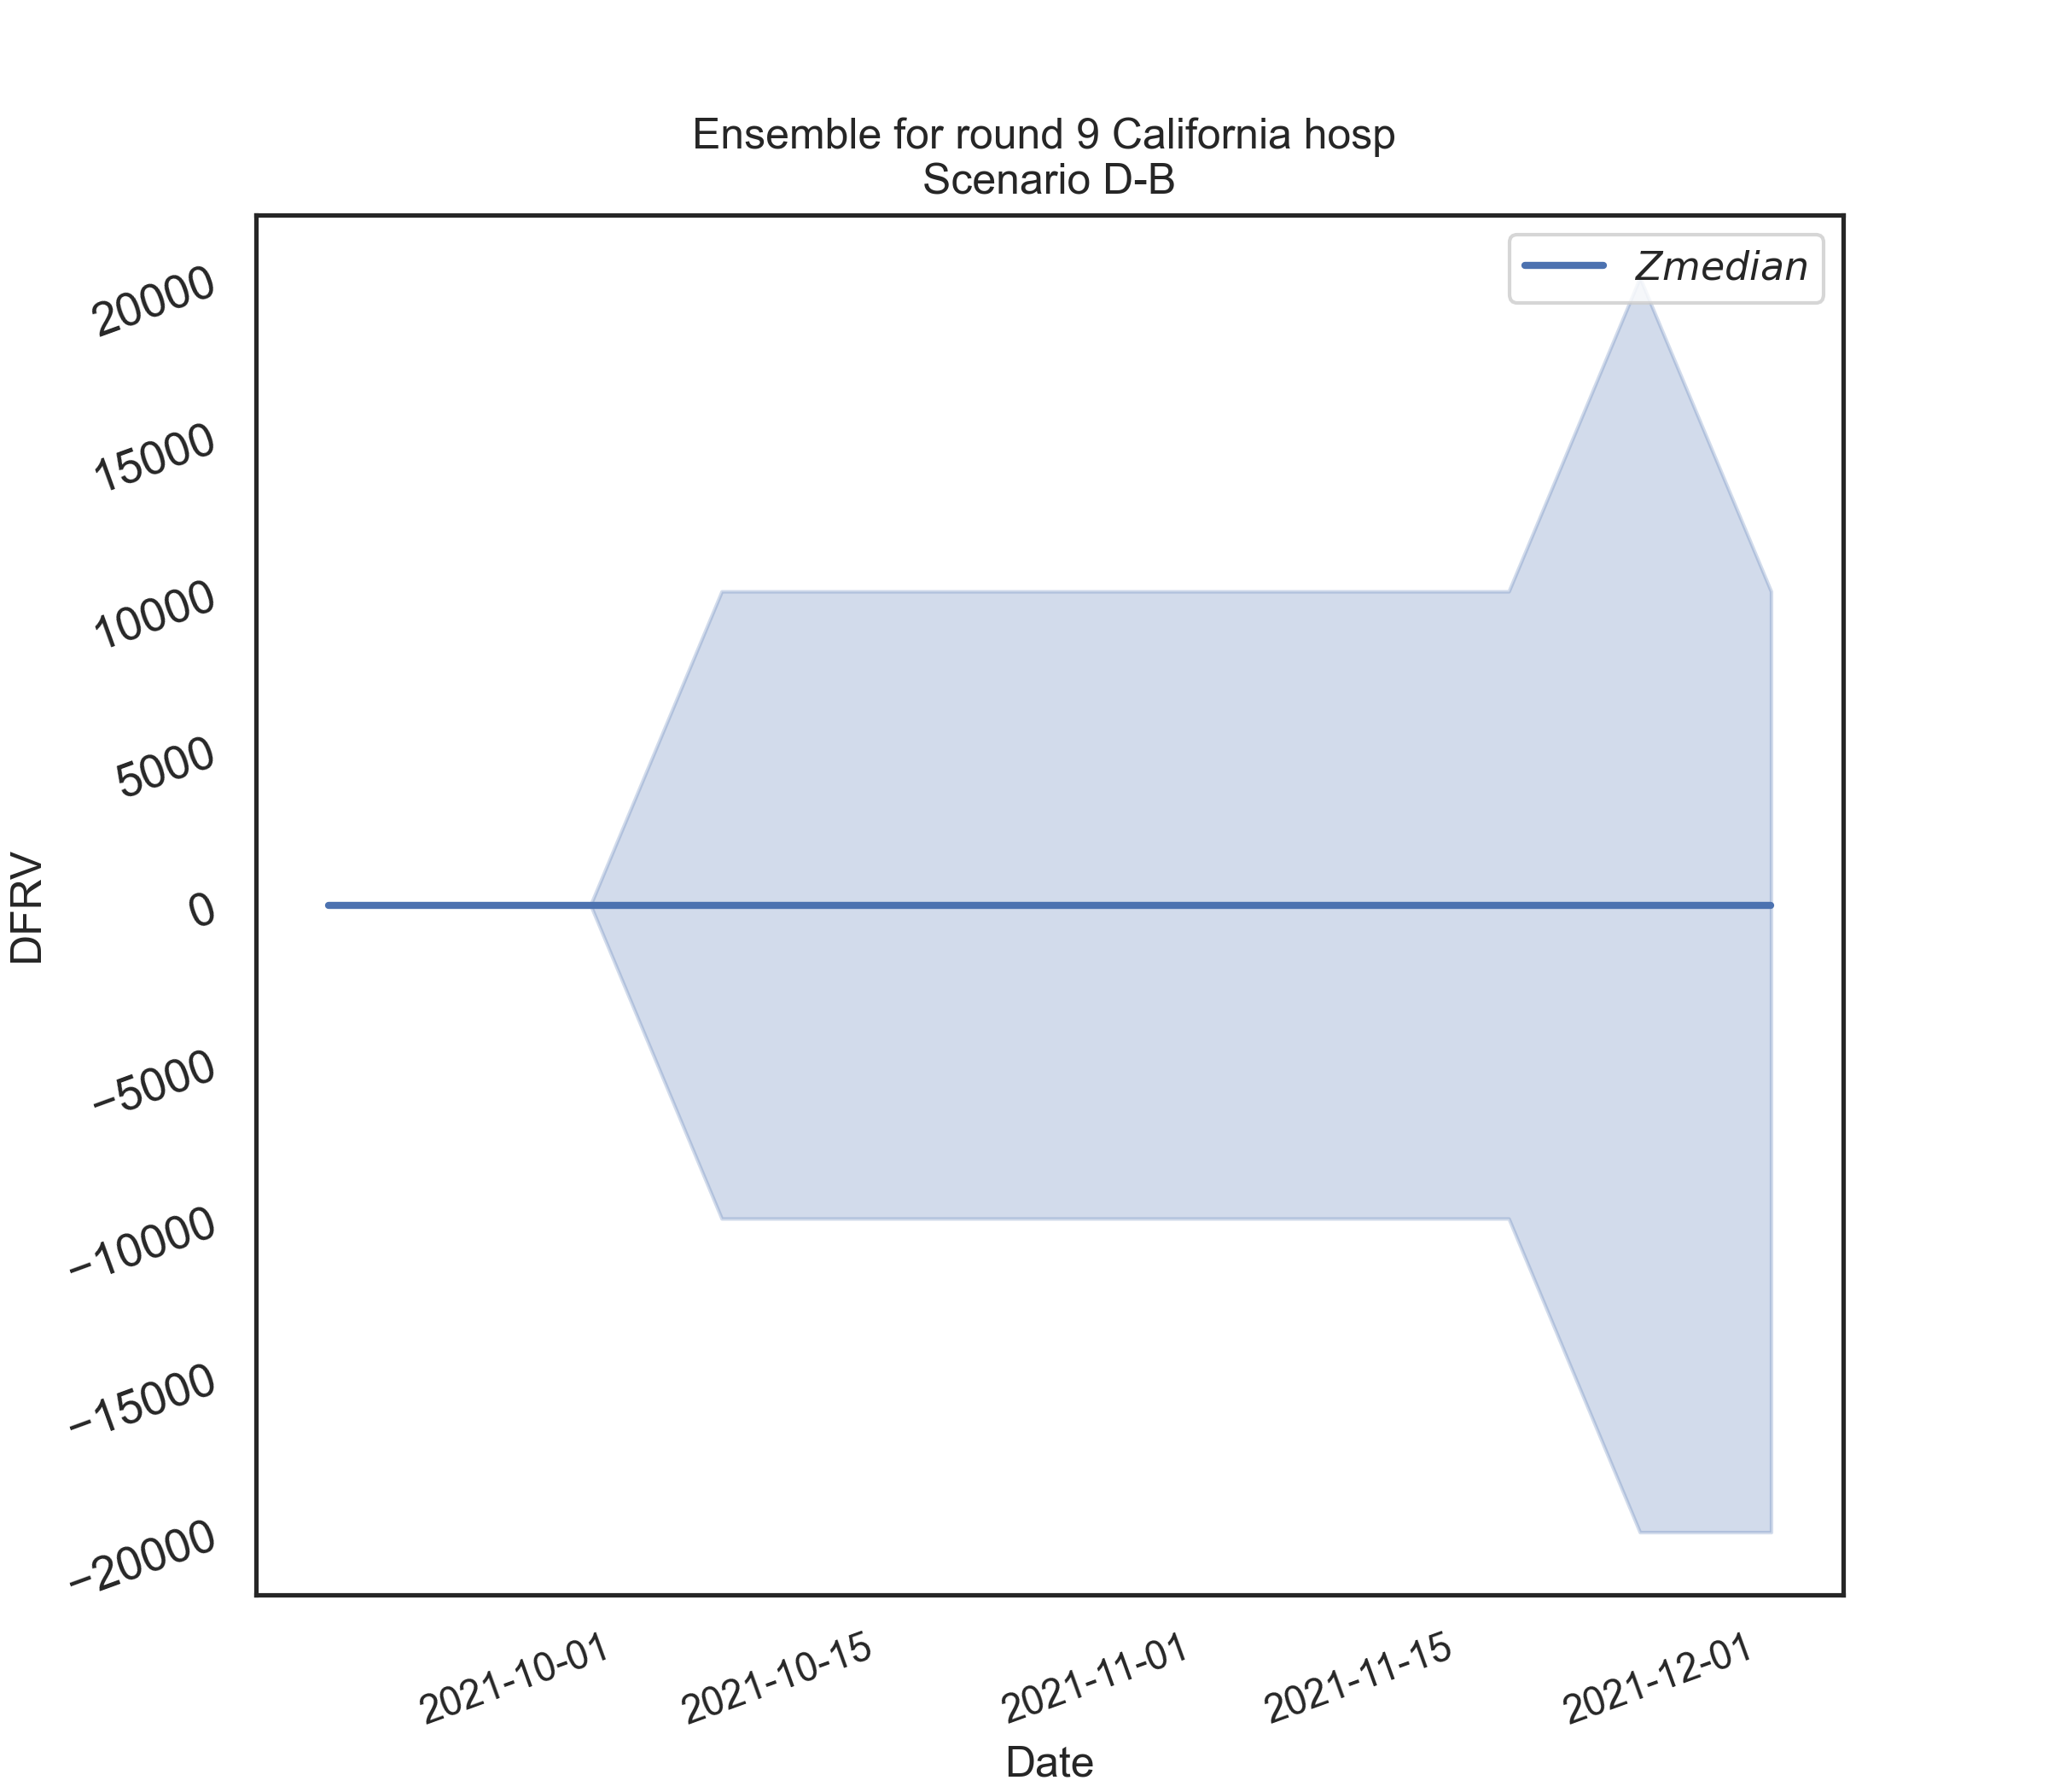 Ensemble for round 9 California hosp
Scenario D-B
Zmedian
20000
15000
10000
5000
0
−5000
−10000
−15000
−20000
DFRV
2021-10-01
2021-10-15
2021-11-01
2021-11-15
2021-12-01
Date